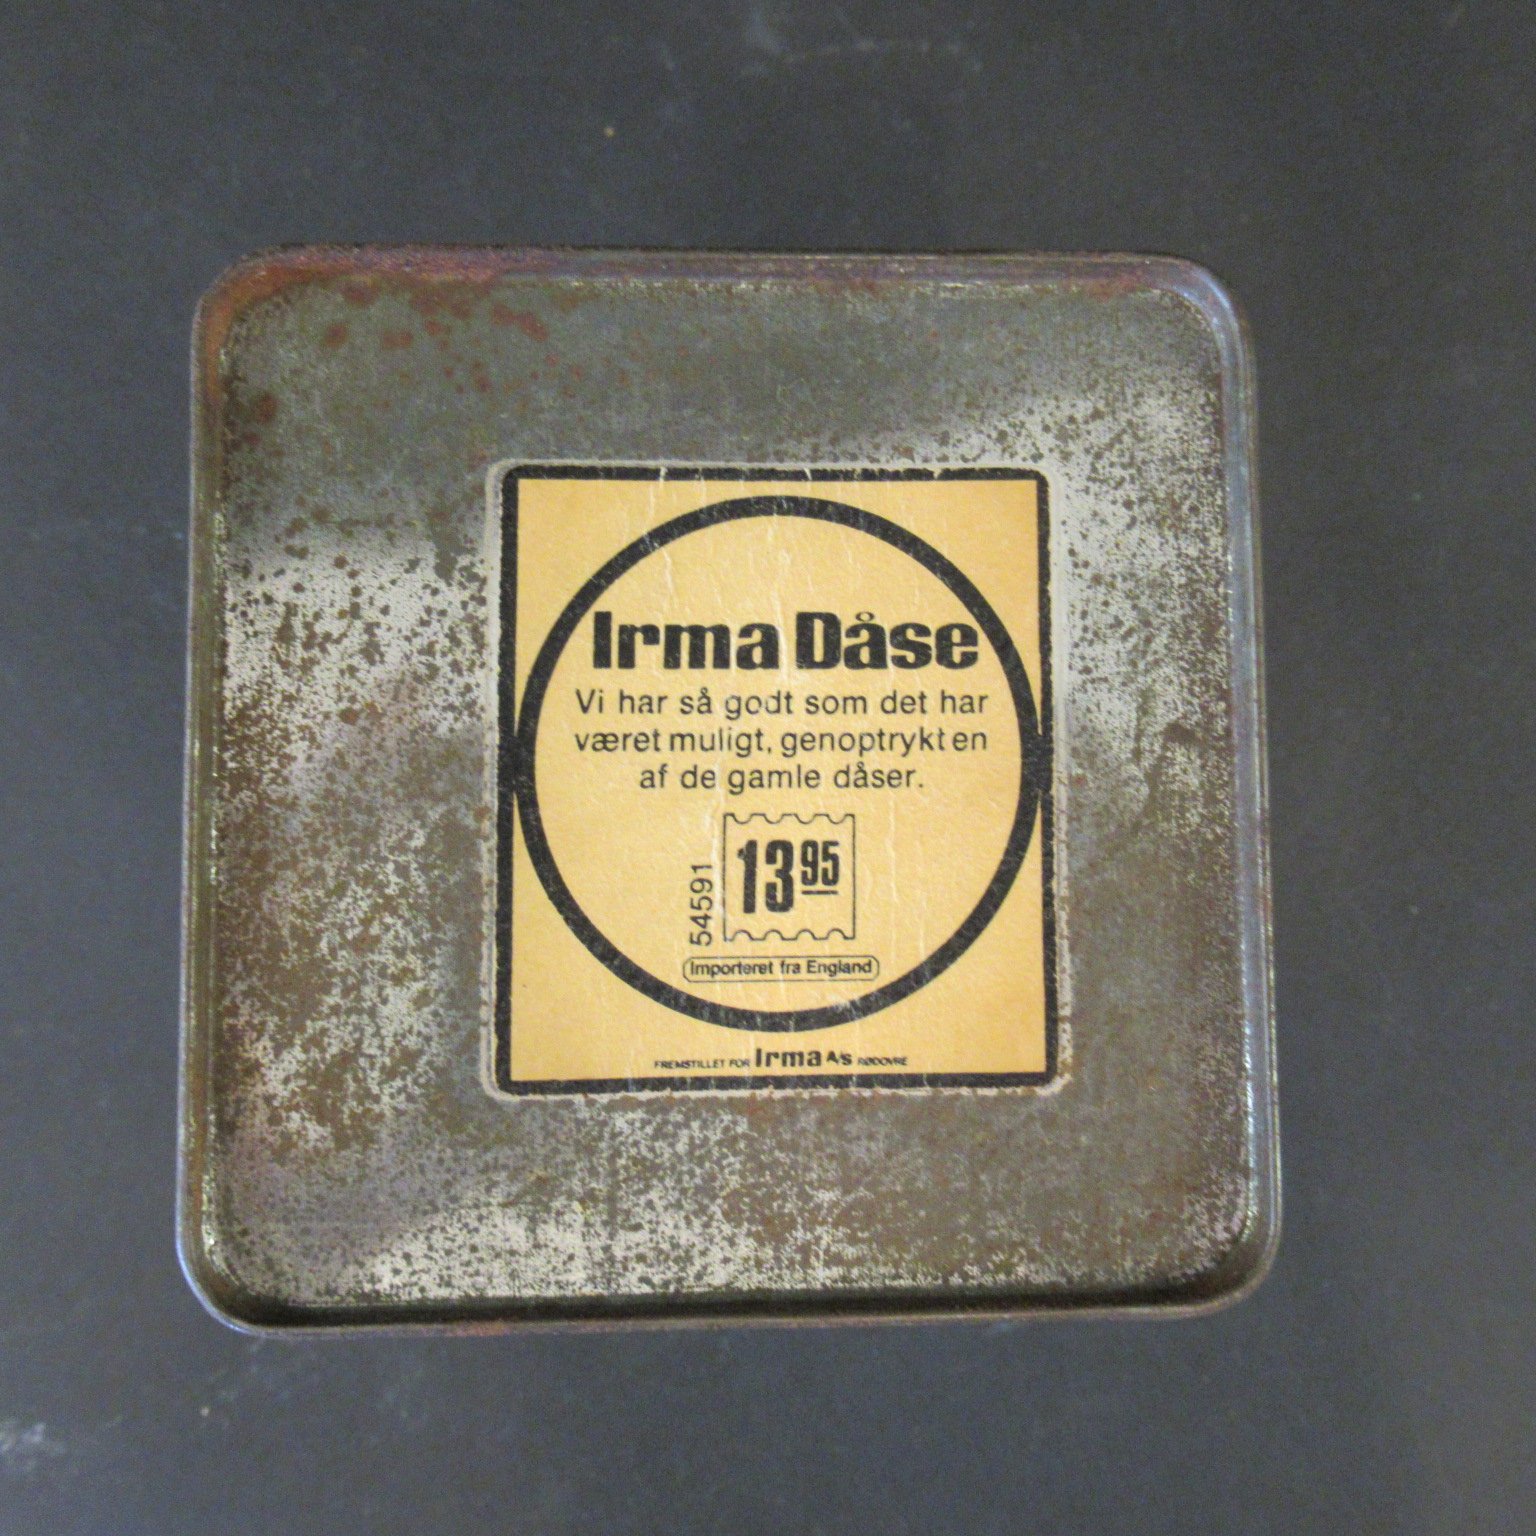 Irma Dåse
Vi har så godt som det har
været muligt, genoptrykt en
af de gamle dåser.
54591
13 95
Importeret fra England
FREMSTILLET FOR Irma A/S RØDOVRE